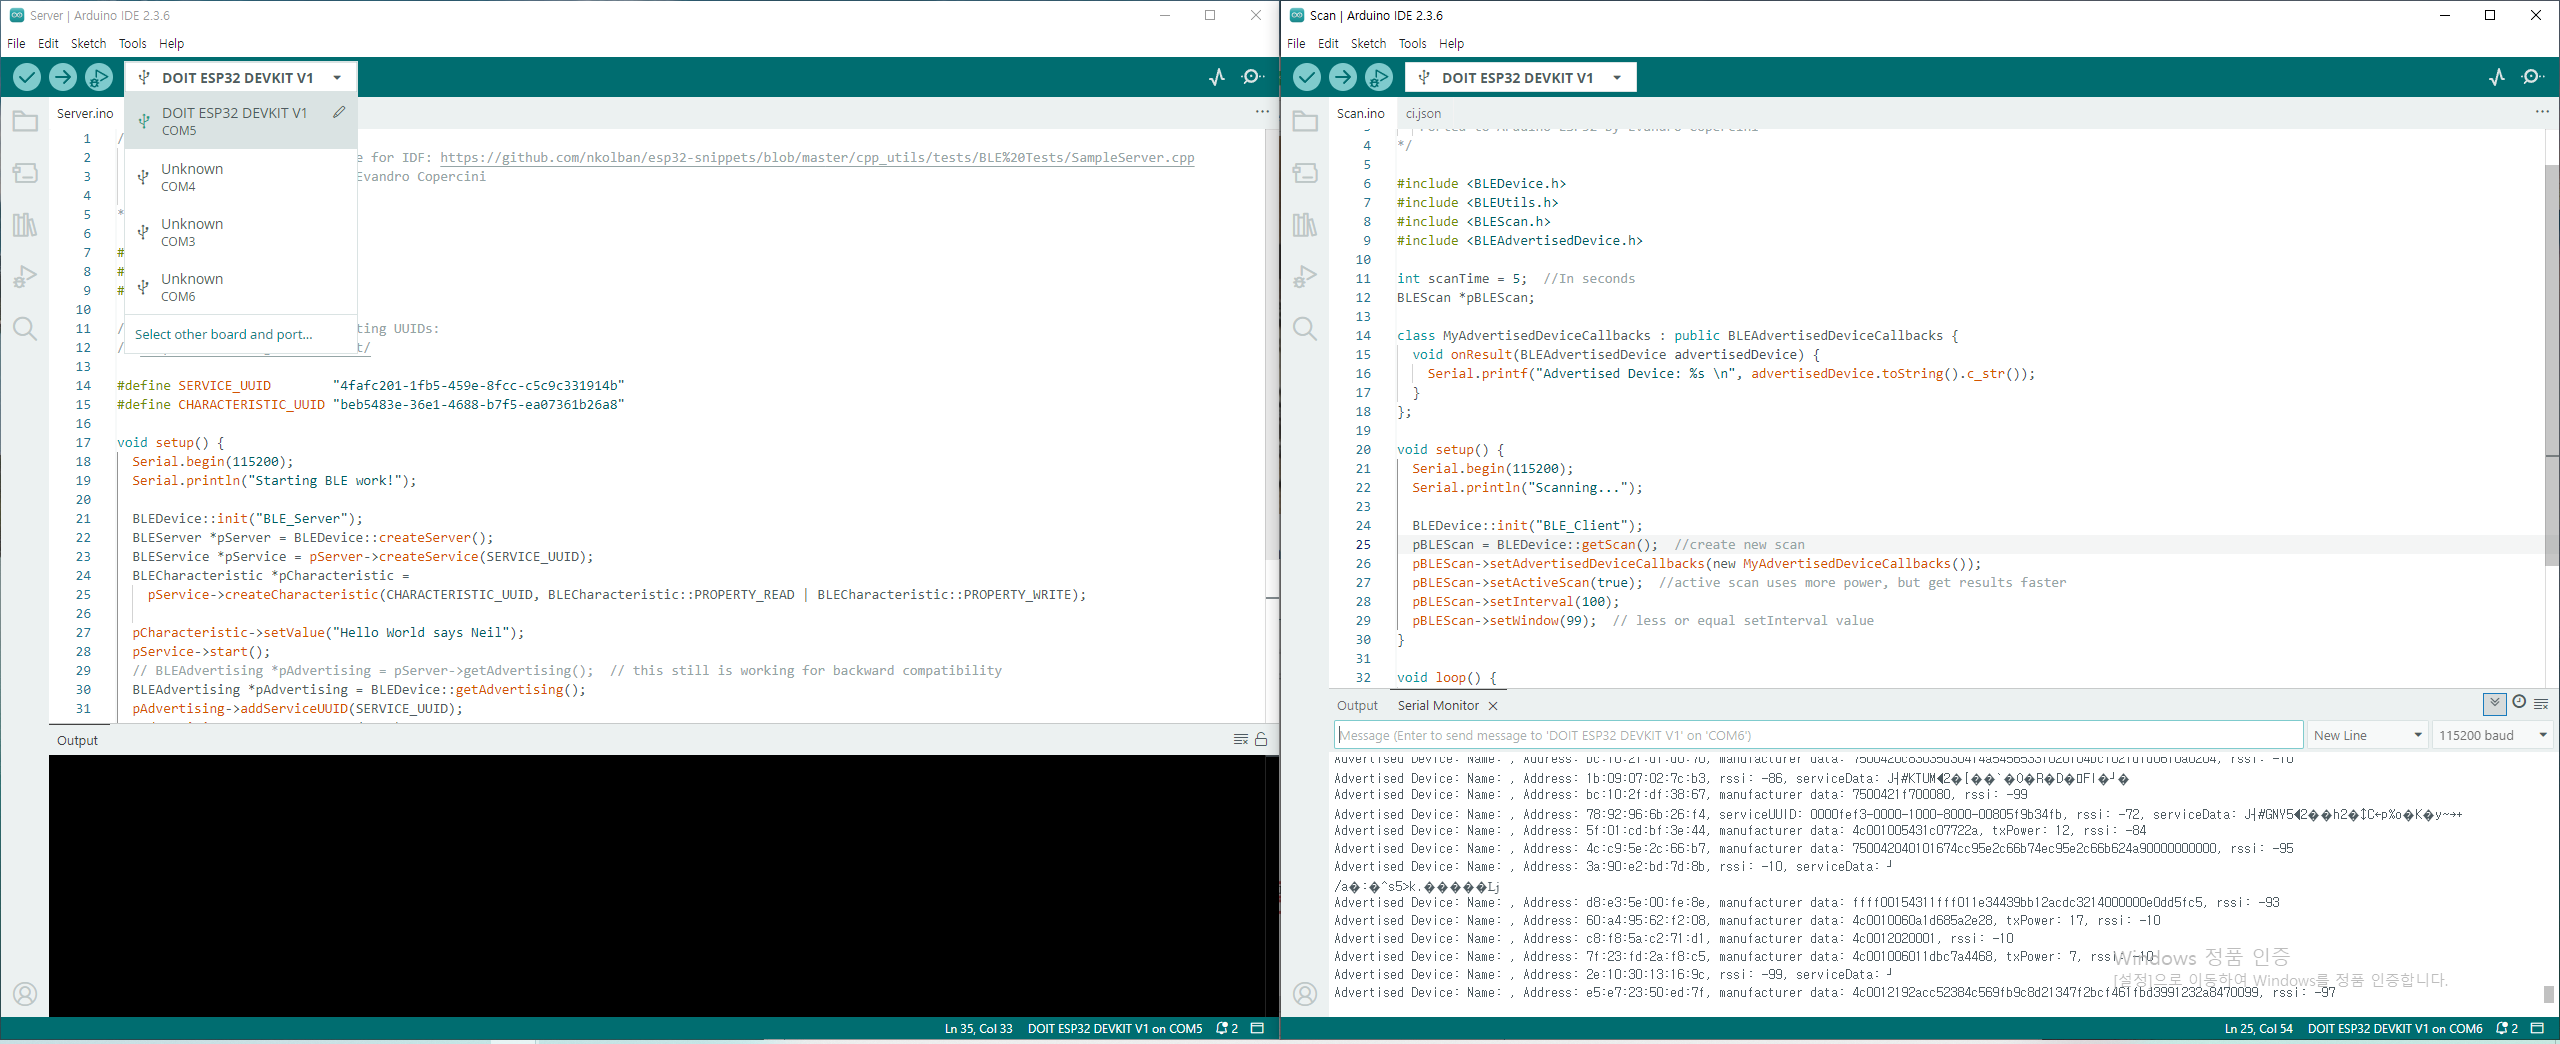 Server | Arduino IDE 2.3.6
File Edit Sketch Tools Help
DOIT ESP32 DEVKIT V1
DOIT ESP32 DEVKIT V1
COM5
Unknown
COM4
Unknown
COM3
Unknown
COM6
Select other board and port...
Server.ino
1 /
2 e for IDF: https://github.com/nkolban/esp32-snippets/blob/master/cpp_utils/tests/BLE%20Tests/SampleServer.cpp
3 Evandro Copercini
4
5 *
6
7 #
8 #
9 #
10
11 / ting UUIDs:
12 / t/
13
14 #define SERVICE_UUID "4fafc201-1fb5-459e-8fcc-c5c9c331914b"
15 #define CHARACTERISTIC_UUID "beb5483e-36e1-4688-b7f5-ea07361b26a8"
16
17 void setup() {
18 Serial.begin(115200);
19 Serial.println("Starting BLE work!");
20
21 BLEDevice::init("BLE_Server");
22 BLEServer *pServer = BLEDevice::createServer();
23 BLEService *pService = pServer->createService(SERVICE_UUID);
24 BLECharacteristic *pCharacteristic =
25 pService->createCharacteristic(CHARACTERISTIC_UUID, BLECharacteristic::PROPERTY_READ | BLECharacteristic::PROPERTY_WRITE);
26
27 pCharacteristic->setValue("Hello World says Neil");
28 pService->start();
29 // BLEAdvertising *pAdvertising = pServer->getAdvertising();  // this still is working for backward compatibility
30 BLEAdvertising *pAdvertising = BLEDevice::getAdvertising();
31 pAdvertising->addServiceUUID(SERVICE_UUID);
Output
Ln 35, Col 33 DOIT ESP32 DEVKIT V1 on COM5 2
Scan | Arduino IDE 2.3.6
File Edit Sketch Tools Help
DOIT ESP32 DEVKIT V1
Scan.ino ci.json
3 Ported to Arduino ESP32 by Evandro Copercini
4 */
5
6 #include <BLEDevice.h>
7 #include <BLEUtils.h>
8 #include <BLEScan.h>
9 #include <BLEAdvertisedDevice.h>
10
11 int scanTime = 5;  //In seconds
12 BLEScan *pBLEScan;
13
14 class MyAdvertisedDeviceCallbacks : public BLEAdvertisedDeviceCallbacks {
15 void onResult(BLEAdvertisedDevice advertisedDevice) {
16 Serial.printf("Advertised Device: %s \n", advertisedDevice.toString().c_str());
17 }
18 };
19
20 void setup() {
21 Serial.begin(115200);
22 Serial.println("Scanning...");
23
24 BLEDevice::init("BLE_Client");
25 pBLEScan = BLEDevice::getScan();  //create new scan
26 pBLEScan->setAdvertisedDeviceCallbacks(new MyAdvertisedDeviceCallbacks());
27 pBLEScan->setActiveScan(true);  //active scan uses more power, but get results faster
28 pBLEScan->setInterval(100);
29 pBLEScan->setWindow(99);  // less or equal setInterval value
30 }
31
32 void loop() {
Output Serial Monitor
Message (Enter to send message to 'DOIT ESP32 DEVKIT V1' on 'COM6') New Line 115200 baud
Advertised Device: Name: , Address:
Advertised Device: Name: , Address: 1b:09:07:02:7c:b3, rssi: -86, serviceData:
Advertised Device: Name: , Address: bc:10:2f:df:38:67, manufacturer data: 7500421f700080, rssi: -99
Advertised Device: Name: , Address: 78:92:96:6b:26:f4, serviceUUID: 0000fef3-0000-1000-8000-00805f9b34fb, rssi: -72, serviceData:
Advertised Device: Name: , Address: 5f:01:cd:bf:3e:44, manufacturer data: 4c001005431c07722a, txPower: 12, rssi: -84
Advertised Device: Name: , Address: 4c:c9:5e:2c:66:b7, manufacturer data: 750042040101674cc95e2c66b74ec95e2c66b624a90000000000, rssi: -95
Advertised Device: Name: , Address: 3a:90:e2:bd:7d:8b, rssi: -10, serviceData: ┘
Advertised Device: Name: , Address: d8:e3:5e:00:fe:8e, manufacturer data: ffff00154311fff011e34439bb12acdc3214000000e0dd5fc5, rssi: -93
Advertised Device: Name: , Address: 60:a4:95:62:f2:08, manufacturer data: 4c0010060a1d685a2e28, txPower: 17, rssi: -10
Advertised Device: Name: , Address: c8:f8:5a:c2:71:d1, manufacturer data: 4c0012020001, rssi: -10
Advertised Device: Name: , Address: 7f:23:fd:2a:f8:c5, manufacturer data: 4c001006011dbc7a4468, txPower: 7, rssi: -10
Advertised Device: Name: , Address: 2e:10:30:13:16:9c, rssi: -99, serviceData: ┘
Advertised Device: Name: , Address: e5:e7:23:50:ed:7f, manufacturer data: 4c0012192acc52384c569fb9c8d21347f2bcf461fbd3991232a8470099, rssi: -97
Windows 정품 인증
[설정]으로 이동하여 Windows를 정품 인증합니다.
Ln 25, Col 54 DOIT ESP32 DEVKIT V1 on COM6 2